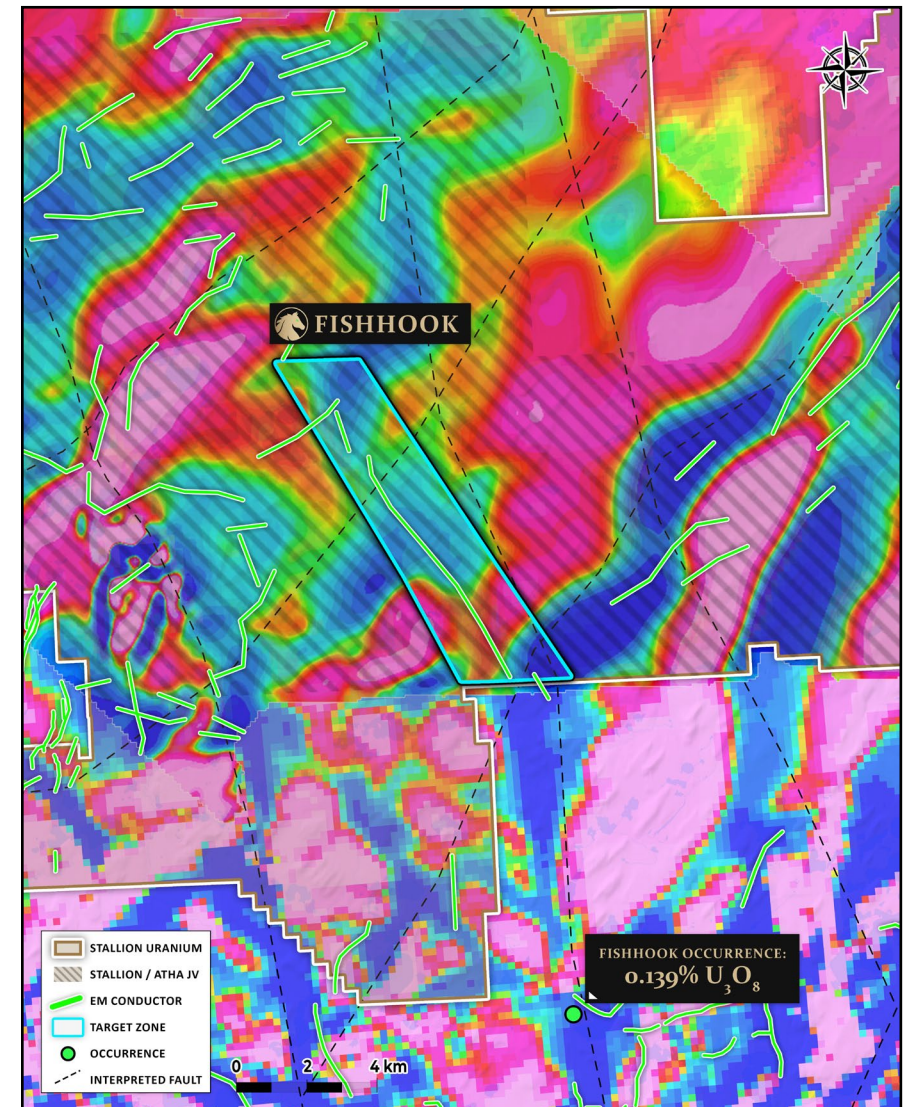 FISHHOOK
FISHHOOK OCCURRENCE:
0.139% U3O8
STALLION URANIUM
STALLION / ATHA JV
EM CONDUCTOR
TARGET ZONE
OCCURRENCE
INTERPRETED FAULT
0 2 4 km